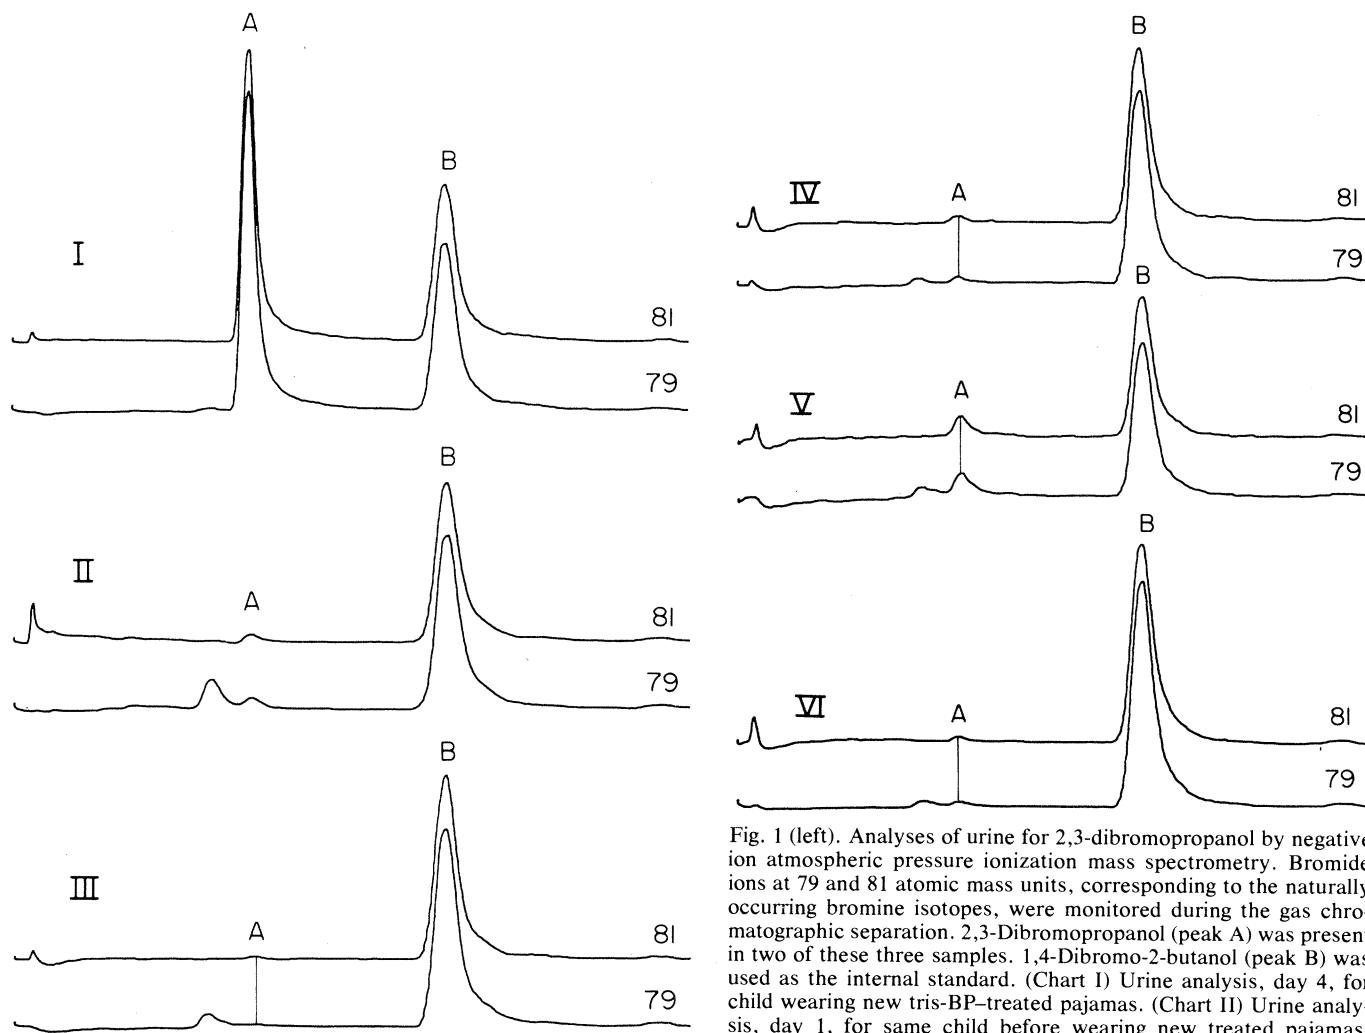 A
B
I
81
79
B
II
A
81
79
B
III
A
81
79
B
IV
A
81
79
B
V
A
81
79
B
VI
A
81
79
Fig. 1 (left). Analyses of urine for 2,3-dibromopropanol by negative
ion atmospheric pressure ionization mass spectrometry. Bromide
ions at 79 and 81 atomic mass units, corresponding to the naturally
occurring bromine isotopes, were monitored during the gas chro-
matographic separation. 2,3-Dibromopropanol (peak A) was present
in two of these three samples. 1,4-Dibromo-2-butanol (peak B) was
used as the internal standard. (Chart I) Urine analysis, day 4, for
child wearing new tris-BP–treated pajamas. (Chart II) Urine analy-
sis, day 1, for same child before wearing new treated pajamas.